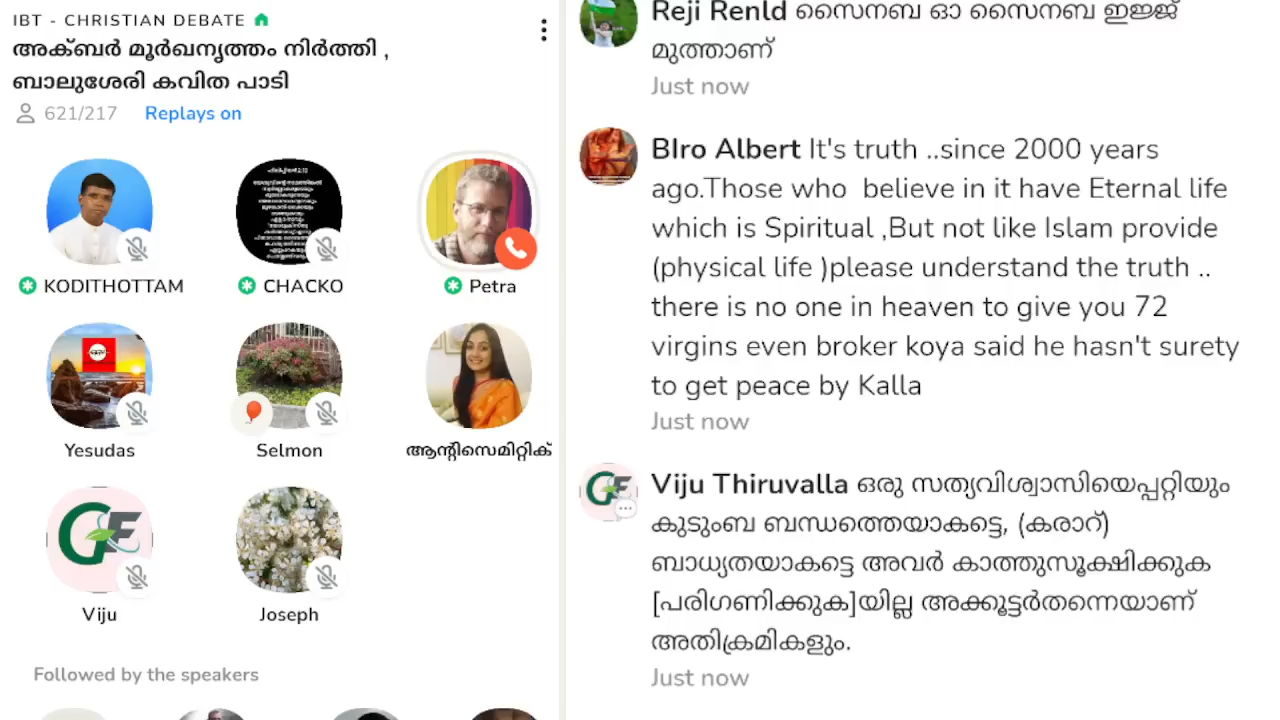 IBT - CHRISTIAN DEBATE
അക്ബർ മൂർഖനൃത്തം നിർത്തി ,
ബാലുശേരി കവിത പാടി
621/217 Replays on
KODITHOTTAM CHACKO Petra
Yesudas Selmon ആന്റിസെമിറ്റിക്
Viju Joseph
Followed by the speakers
Reji Renld സൈനബ ഓ സൈനബ ഇജ്ജ്
മുത്താണ്
Just now
BIro Albert It's truth ..since 2000 years
ago.Those who believe in it have Eternal life
which is Spiritual ,But not like Islam provide
(physical life )please understand the truth ..
there is no one in heaven to give you 72
virgins even broker koya said he hasn't surety
to get peace by Kalla
Just now
Viju Thiruvalla ഒരു സത്യവിശ്വാസിയെപ്പറ്റിയും
കുടുംബ ബന്ധത്തെയാകട്ടെ, (കരാറ്)
ബാധ്യതയാകട്ടെ അവർ കാത്തുസൂക്ഷിക്കുക
[പരിഗണിക്കുക]യില്ല അക്കൂട്ടർതന്നെയാണ്
അതിക്രമികളും.
Just now